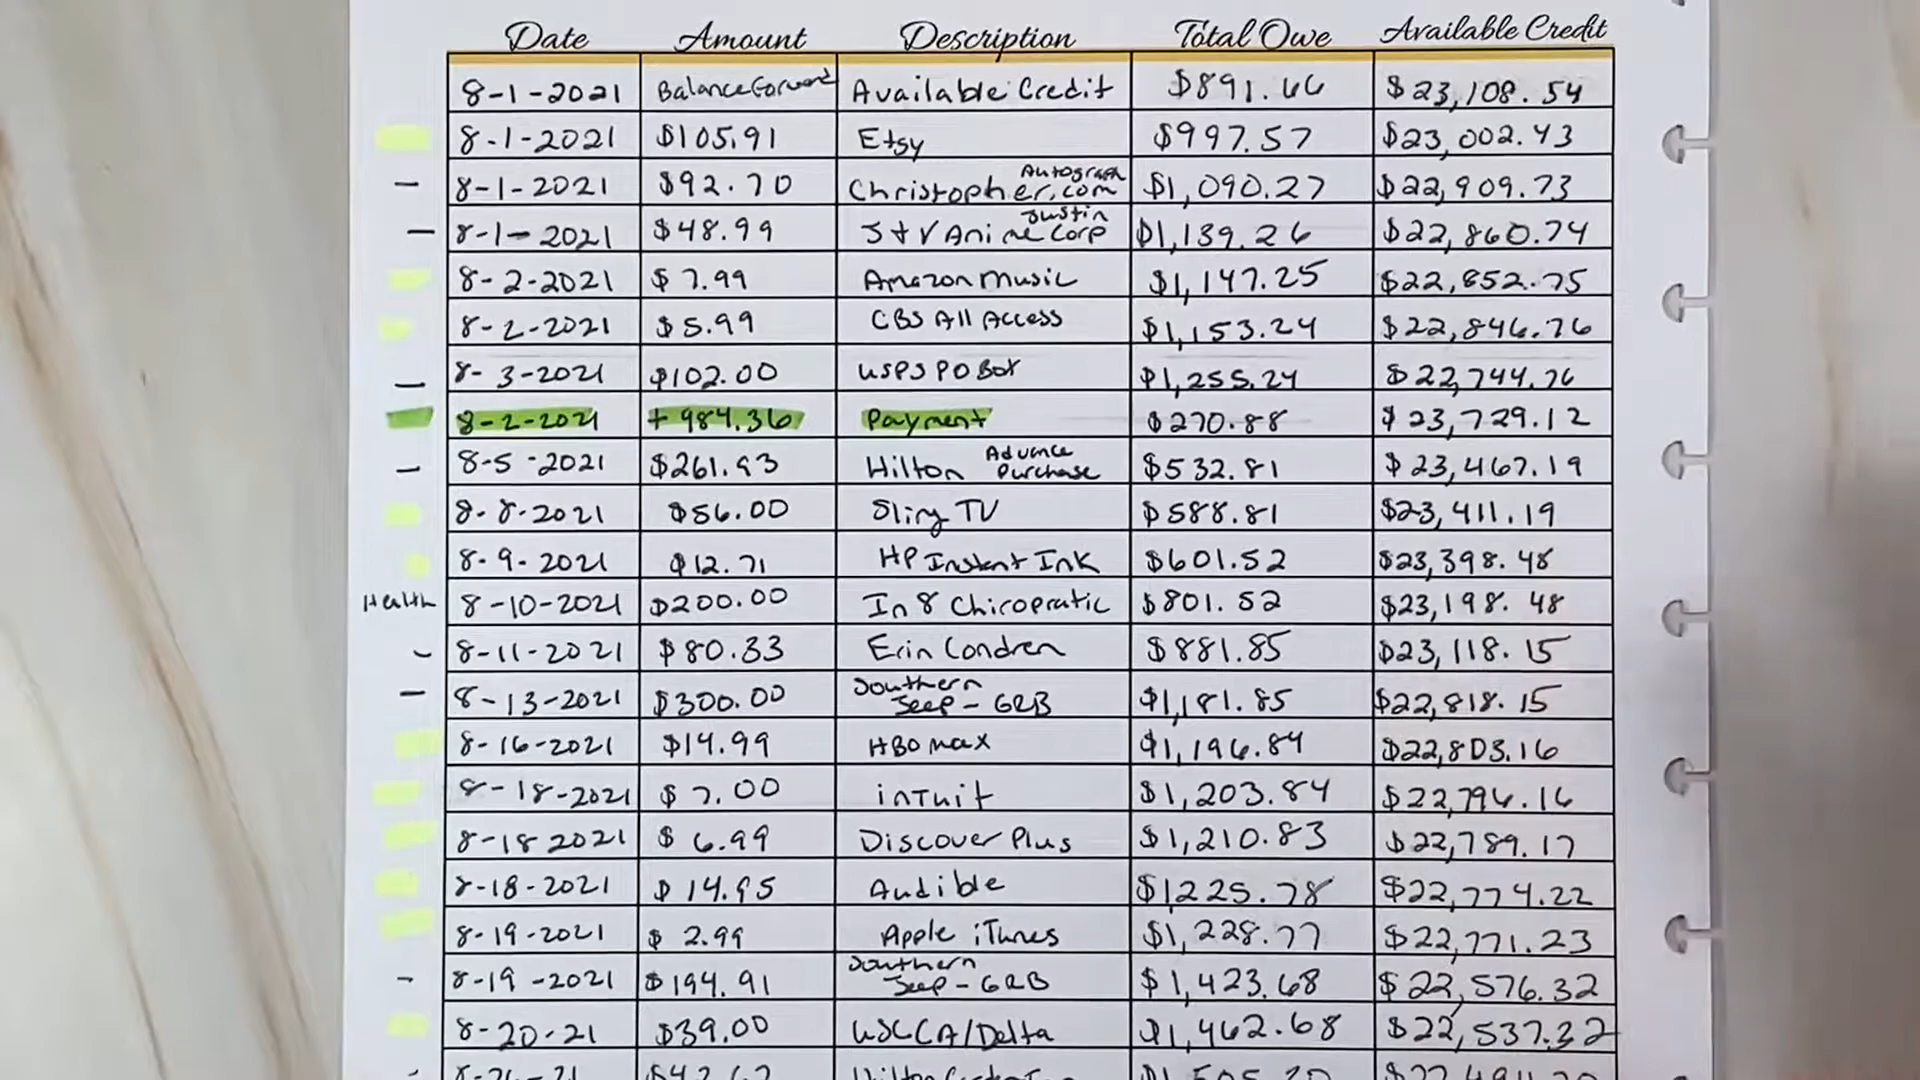 Date Amount Description Total Owe Available Credit
8-1-2021 Balance Forward Available Credit $891.66 $23,108.54
8-1-2021 $105.91 Etsy $997.57 $23,002.43
8-1-2021 $92.70 Christopher.com Autograph $1,090.27 $22,909.73
8-1-2021 $48.99 J+V Anime Corp Justin $1,139.26 $22,860.74
8-2-2021 $7.99 Amazon Music $1,147.25 $22,852.75
8-2-2021 $5.99 CBS All Access $1,153.24 $22,846.76
8-3-2021 $102.00 USPS PO Box $1,255.24 $22,744.76
8-2-2021 + 984.36 Payment $270.88 $23,729.12
8-5-2021 $261.93 Hilton Advance Purchase $532.81 $23,467.19
8-8-2021 $56.00 Sling TV $588.81 $23,411.19
8-9-2021 $12.71 HP Instant Ink $601.52 $23,398.48
Health 8-10-2021 $200.00 In 8 Chiropratic $801.52 $23,198.48
8-11-2021 $80.33 Erin Condren $881.85 $23,118.15
8-13-2021 $300.00 Southern Jeep - GRB $1,181.85 $22,818.15
8-16-2021 $14.99 HBO max $1,196.84 $22,803.16
8-18-2021 $7.00 inTuit $1,203.84 $22,796.16
8-18 2021 $6.99 Discover Plus $1,210.83 $22,789.17
8-18-2021 $14.95 Audible $1225.78 $22,774.22
8-19-2021 $2.99 Apple iTunes $1,228.77 $22,771.23
8-19-2021 $194.91 Southern Jeep - GRB $1,423.68 $22,576.32
8-20-21 $39.00 $1,462.68 $22,537.32